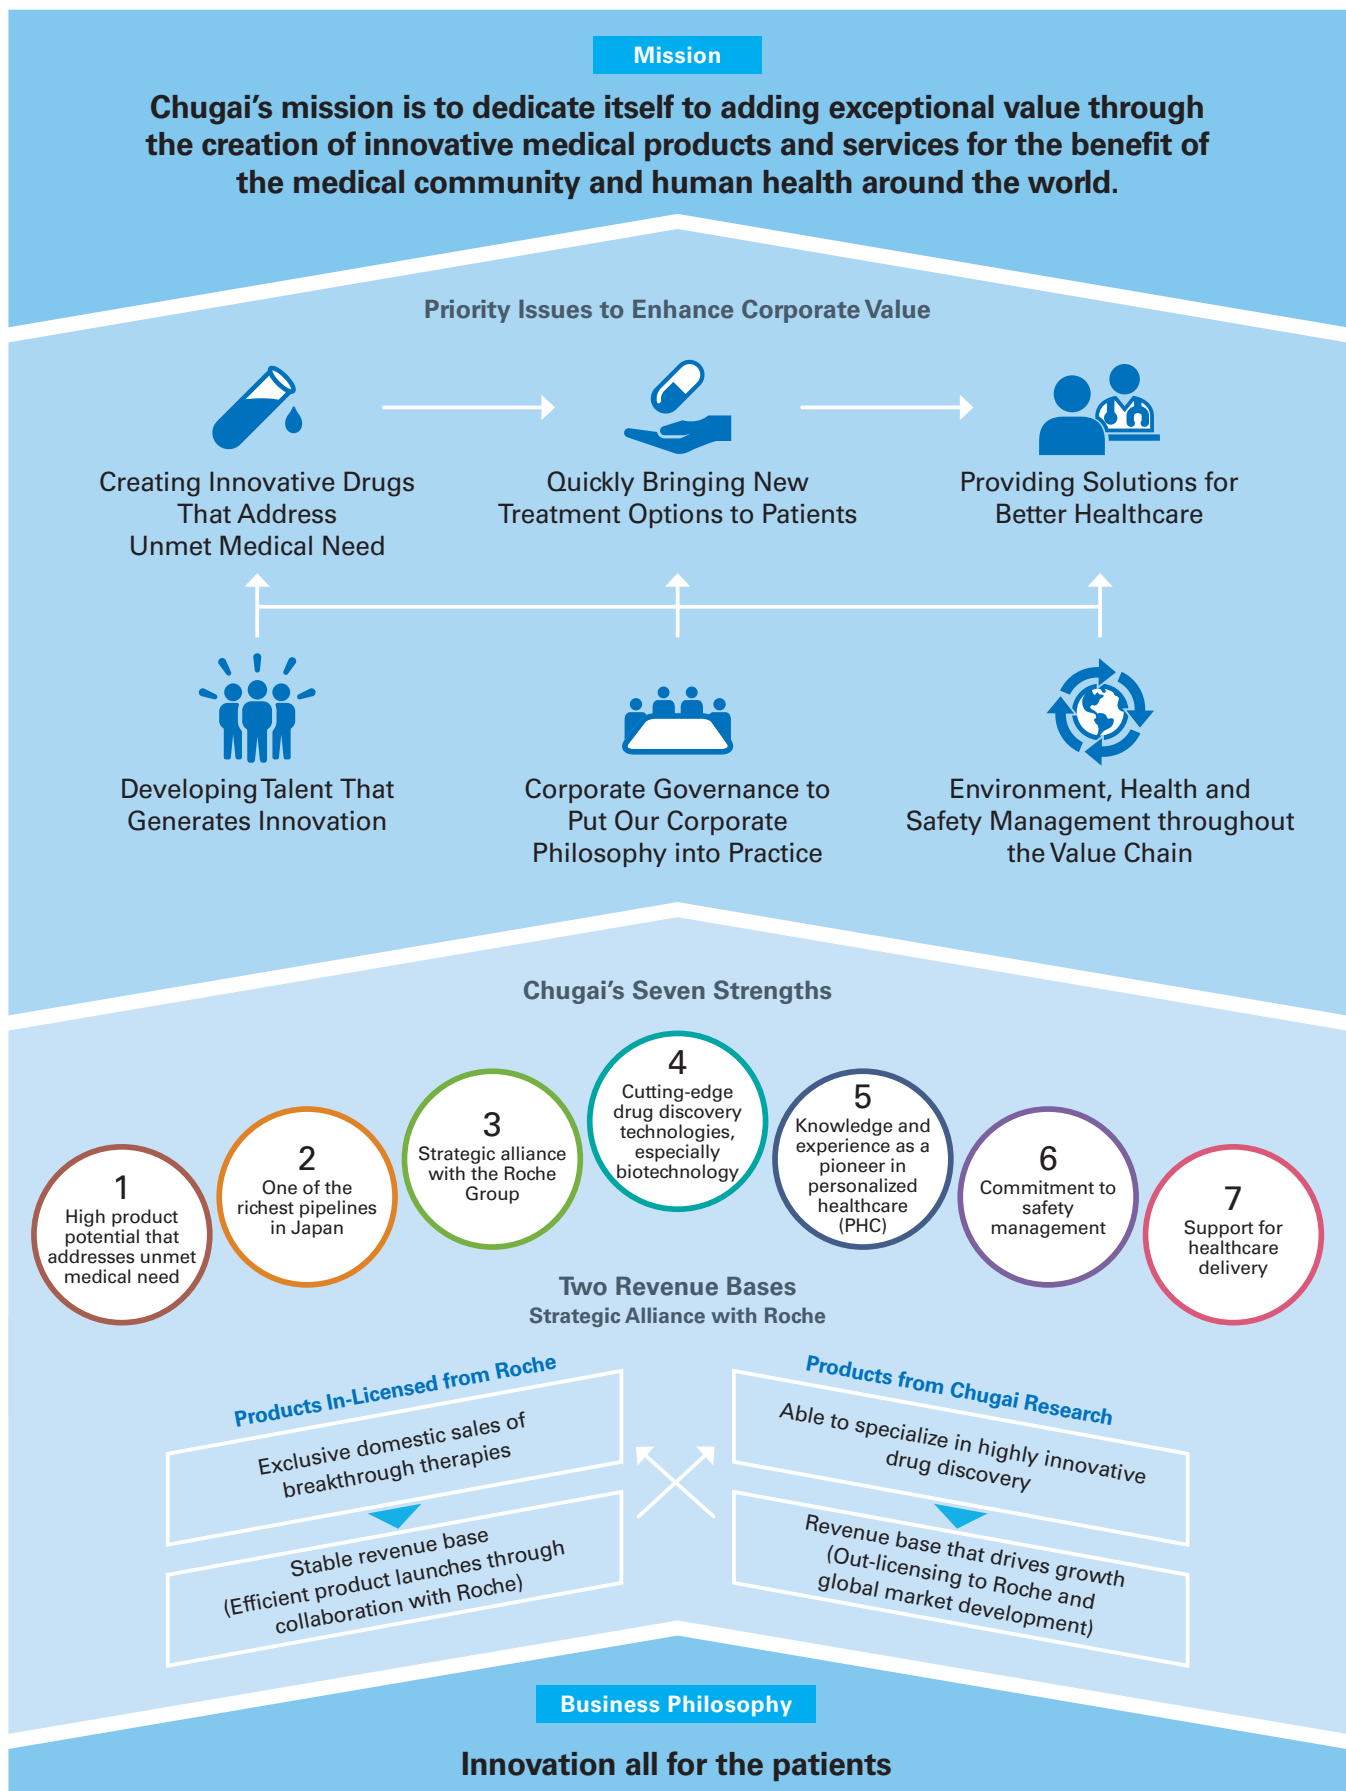 Mission
Chugai’s mission is to dedicate itself to adding exceptional value through
the creation of innovative medical products and services for the benefit of
the medical community and human health around the world.
Priority Issues to Enhance Corporate Value
Creating Innovative Drugs
That Address
Unmet Medical Need
Quickly Bringing New
Treatment Options to Patients
Providing Solutions for
Better Healthcare
Developing Talent That
Generates Innovation
Corporate Governance to
Put Our Corporate
Philosophy into Practice
Environment, Health and
Safety Management throughout
the Value Chain
Chugai’s Seven Strengths
1
High product
potential that
addresses unmet
medical need
2
One of the
richest pipelines
in Japan
3
Strategic alliance
with the Roche
Group
4
Cutting-edge
drug discovery
technologies,
especially
biotechnology
5
Knowledge and
experience as a
pioneer in
personalized
healthcare
(PHC)
6
Commitment to
safety
management
7
Support for
healthcare
delivery
Two Revenue Bases
Strategic Alliance with Roche
Products In-Licensed from Roche
Exclusive domestic sales of
breakthrough therapies
Stable revenue base
(Efficient product launches through
collaboration with Roche)
Products from Chugai Research
Able to specialize in highly innovative
drug discovery
Revenue base that drives growth
(Out-licensing to Roche and
global market development)
Business Philosophy
Innovation all for the patients